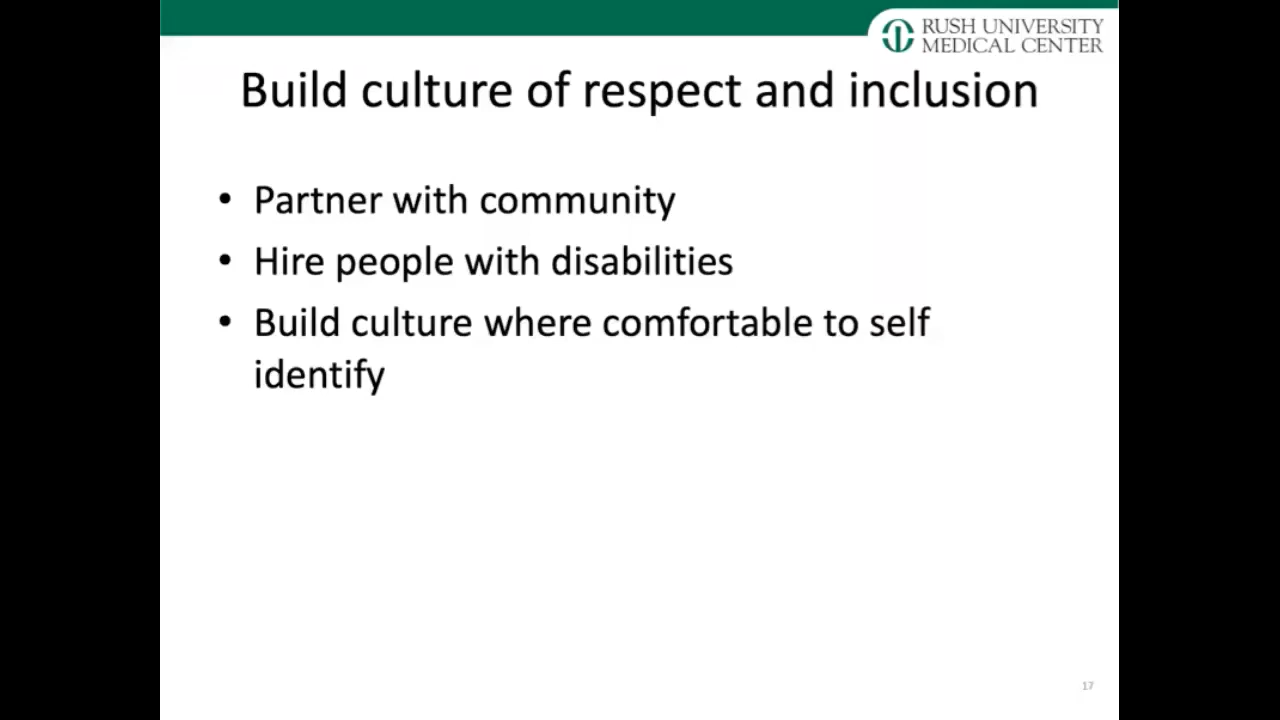 RUSH UNIVERSITY
MEDICAL CENTER
Build culture of respect and inclusion
• Partner with community
• Hire people with disabilities
• Build culture where comfortable to self
identify
17